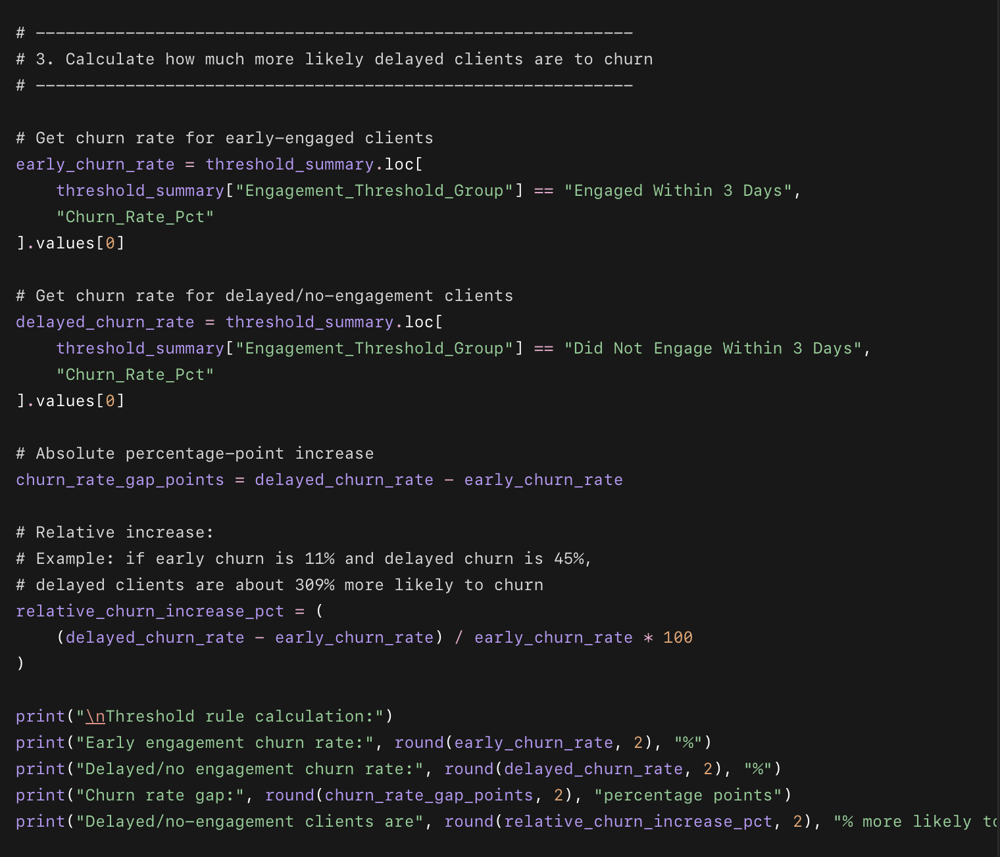 # ------------------------------------------------------------
# 3. Calculate how much more likely delayed clients are to churn
# ------------------------------------------------------------
# Get churn rate for early-engaged clients
early_churn_rate = threshold_summary.loc[
    threshold_summary["Engagement_Threshold_Group"] == "Engaged Within 3 Days",
    "Churn_Rate_Pct"
].values[0]
# Get churn rate for delayed/no-engagement clients
delayed_churn_rate = threshold_summary.loc[
    threshold_summary["Engagement_Threshold_Group"] == "Did Not Engage Within 3 Days",
    "Churn_Rate_Pct"
].values[0]
# Absolute percentage-point increase
churn_rate_gap_points = delayed_churn_rate - early_churn_rate
# Relative increase:
# Example: if early churn is 11% and delayed churn is 45%,
# delayed clients are about 309% more likely to churn
relative_churn_increase_pct = (
    (delayed_churn_rate - early_churn_rate) / early_churn_rate * 100
)
print("\nThreshold rule calculation:")
print("Early engagement churn rate:", round(early_churn_rate, 2), "%")
print("Delayed/no engagement churn rate:", round(delayed_churn_rate, 2), "%")
print("Churn rate gap:", round(churn_rate_gap_points, 2), "percentage points")
print("Delayed/no-engagement clients are", round(relative_churn_increase_pct, 2), "% more likely to